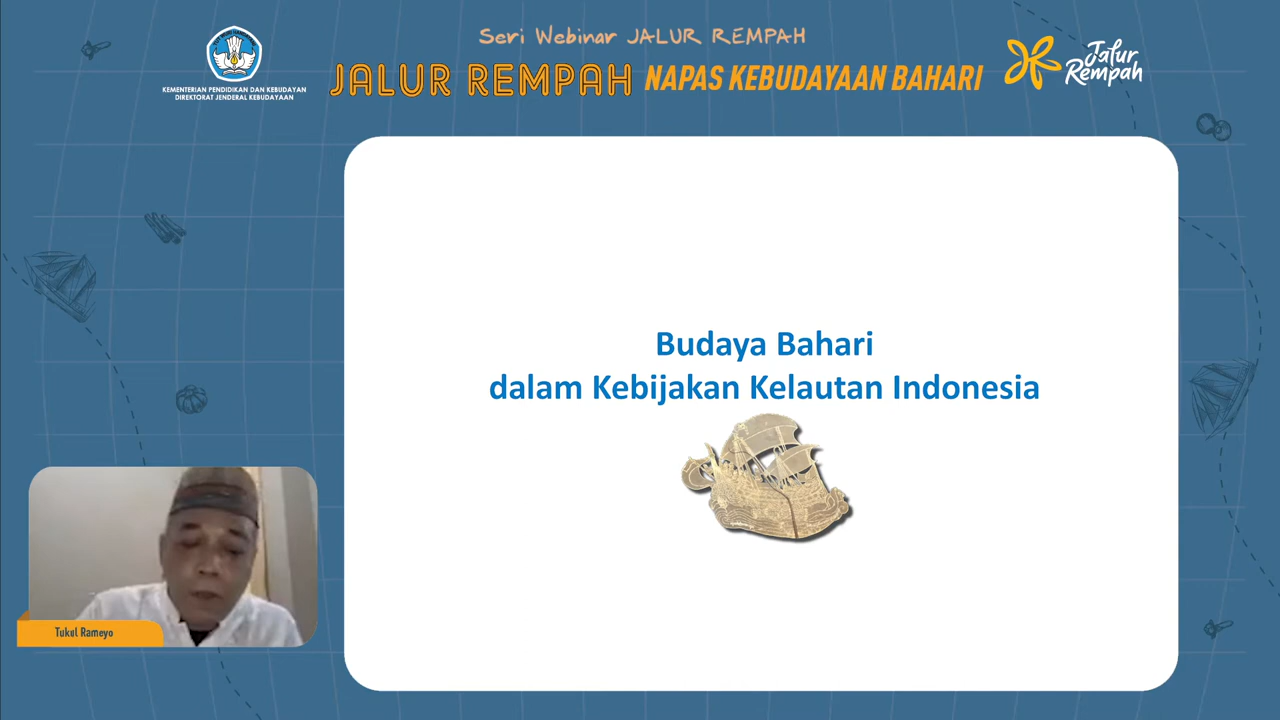 Seri Webinar JALUR REMPAH
KEMENTERIAN PENDIDIKAN DAN KEBUDAYAN
DIREKTORAT JENDERAL KEBUDAYAAN
JALUR REMPAH NAPAS KEBUDAYAAN BAHARI
Jalur
Rempah
Budaya Bahari
dalam Kebijakan Kelautan Indonesia
Tukul Rameyo